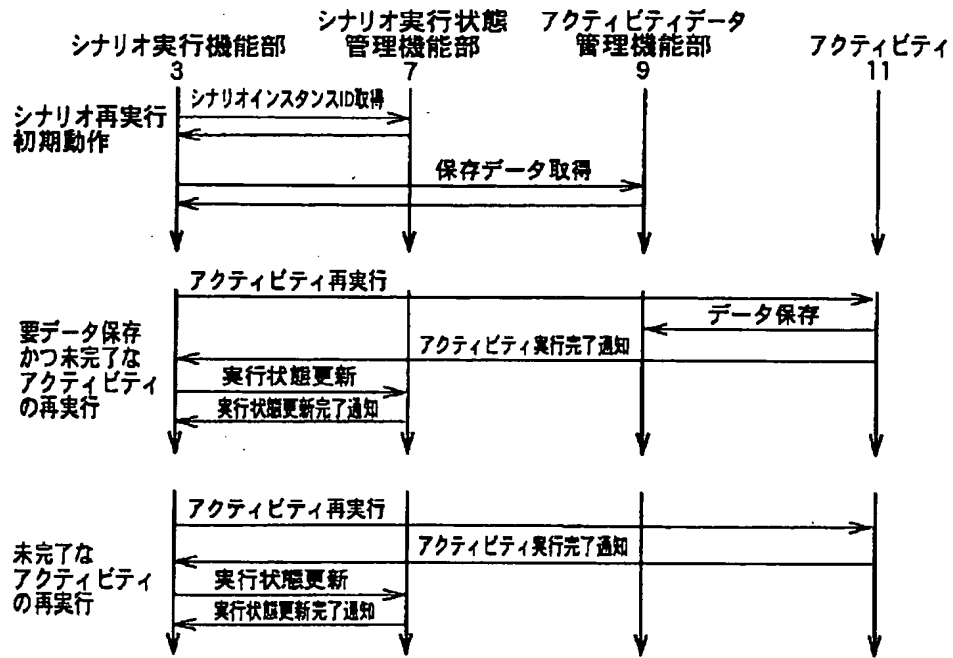 シナリオ実行機能部
3
シナリオ実行状態
管理機能部
7
アクティビティデータ
管理機能部
9
アクティビティ
11
シナリオ再実行
初期動作
シナリオインスタンスID取得
保存データ取得
要データ保存
かつ未完了な
アクティビティ
の再実行
アクティビティ再実行
データ保存
アクティビティ実行完了通知
実行状態更新
実行状態更新完了通知
未完了な
アクティビティ
の再実行
アクティビティ再実行
アクティビティ実行完了通知
実行状態更新
実行状態更新完了通知